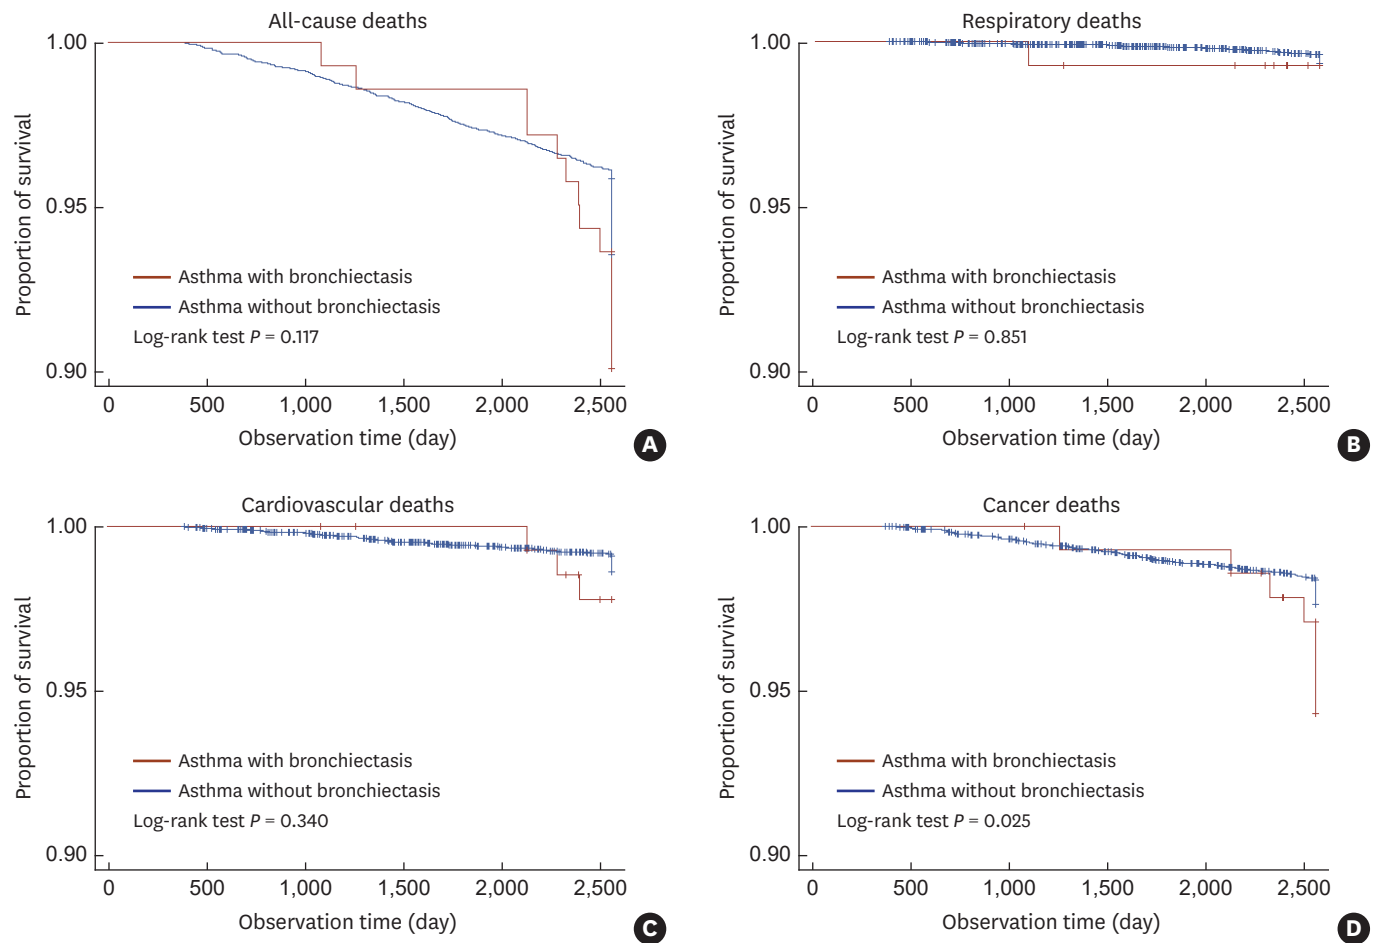 All-cause deaths
1.00
0.95
0.90
Proportion of survival
Asthma with bronchiectasis
Asthma without bronchiectasis
Log-rank test P = 0.117
0 500 1,000 1,500 2,000 2,500
Observation time (day)
A
Respiratory deaths
1.00
0.95
0.90
Proportion of survival
Asthma with bronchiectasis
Asthma without bronchiectasis
Log-rank test P = 0.851
0 500 1,000 1,500 2,000 2,500
Observation time (day)
B
Cardiovascular deaths
1.00
0.95
0.90
Proportion of survival
Asthma with bronchiectasis
Asthma without bronchiectasis
Log-rank test P = 0.340
0 500 1,000 1,500 2,000 2,500
Observation time (day)
C
Cancer deaths
1.00
0.95
0.90
Proportion of survival
Asthma with bronchiectasis
Asthma without bronchiectasis
Log-rank test P = 0.025
0 500 1,000 1,500 2,000 2,500
Observation time (day)
D